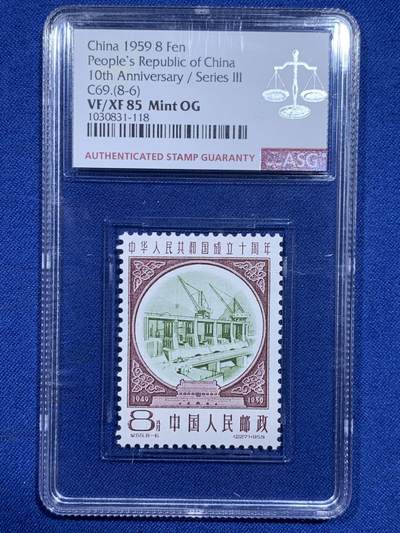 China 1959 8 Fen
People`s Republic of China
10th Anniversary / Series III
C69.(8-6)
VF/XF 85 Mint OG
1030831-118
AUTHENTICATED STAMP GUARANTY
ASG
中华人民共和国成立十周年
1949 1959
8分 中国人民邮政
(227)1959